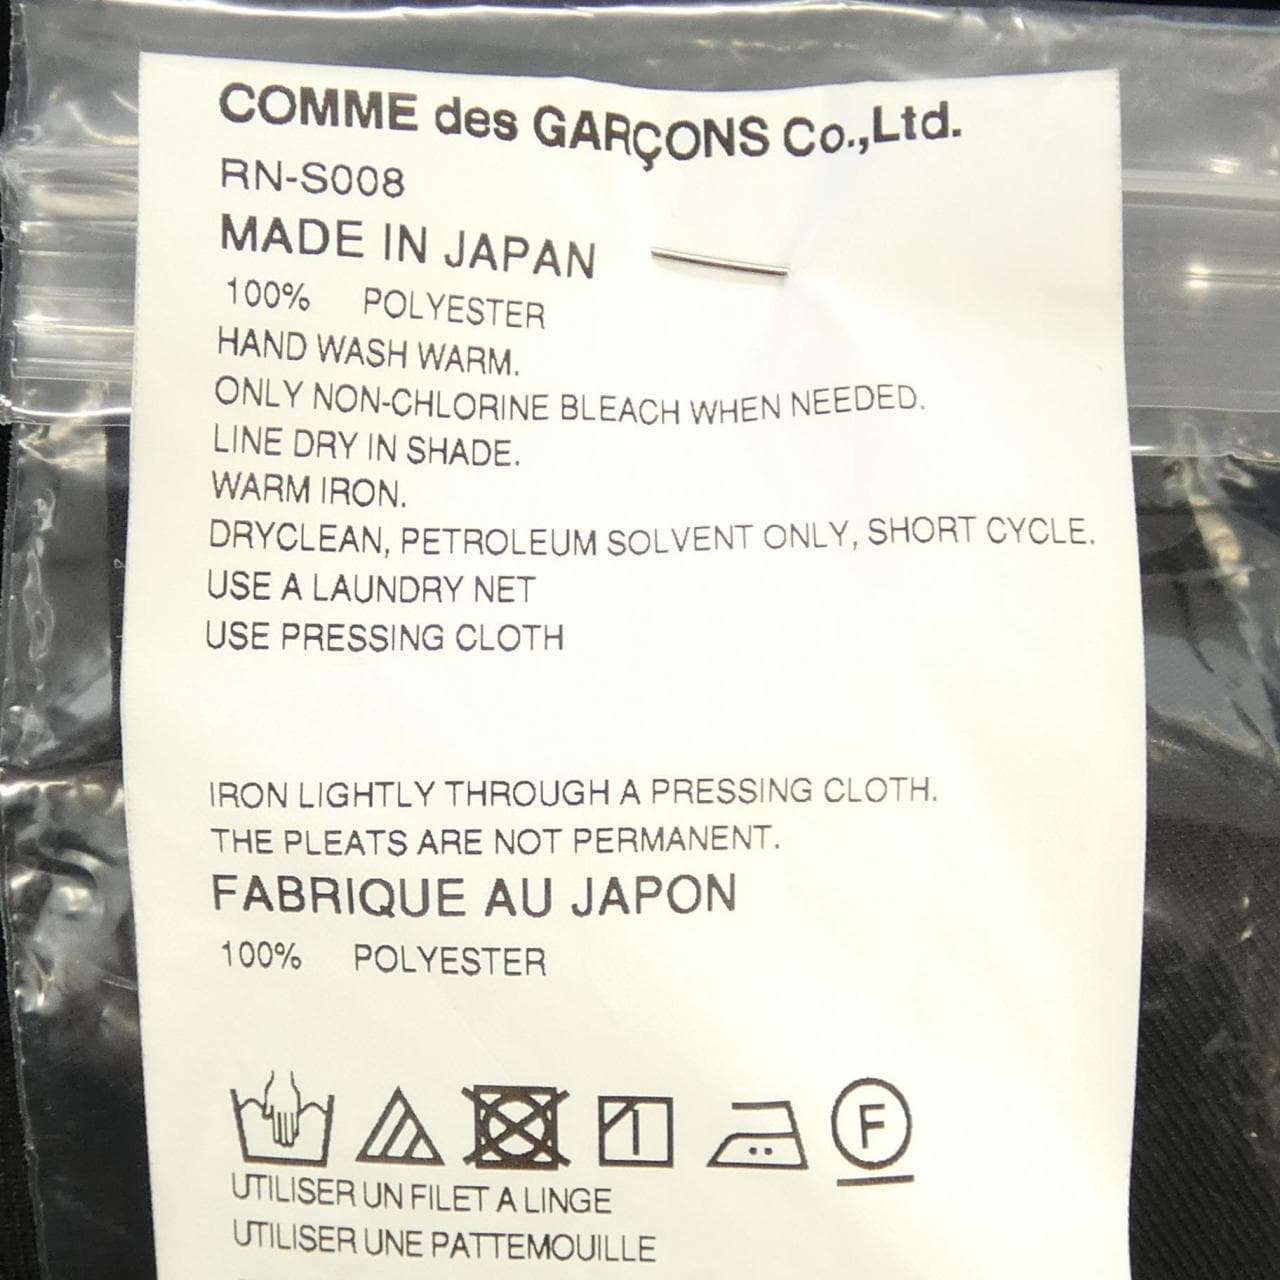 COMME des GARÇONS Co.,Ltd.
RN-S008
MADE IN JAPAN
100% POLYESTER
HAND WASH WARM.
ONLY NON-CHLORINE BLEACH WHEN NEEDED.
LINE DRY IN SHADE.
WARM IRON.
DRYCLEAN, PETROLEUM SOLVENT ONLY, SHORT CYCLE.
USE A LAUNDRY NET
USE PRESSING CLOTH
IRON LIGHTLY THROUGH A PRESSING CLOTH.
THE PLEATS ARE NOT PERMANENT.
FABRIQUE AU JAPON
100% POLYESTER
F
UTILISER UN FILET A LINGE
UTILISER UNE PATTEMOUILLE